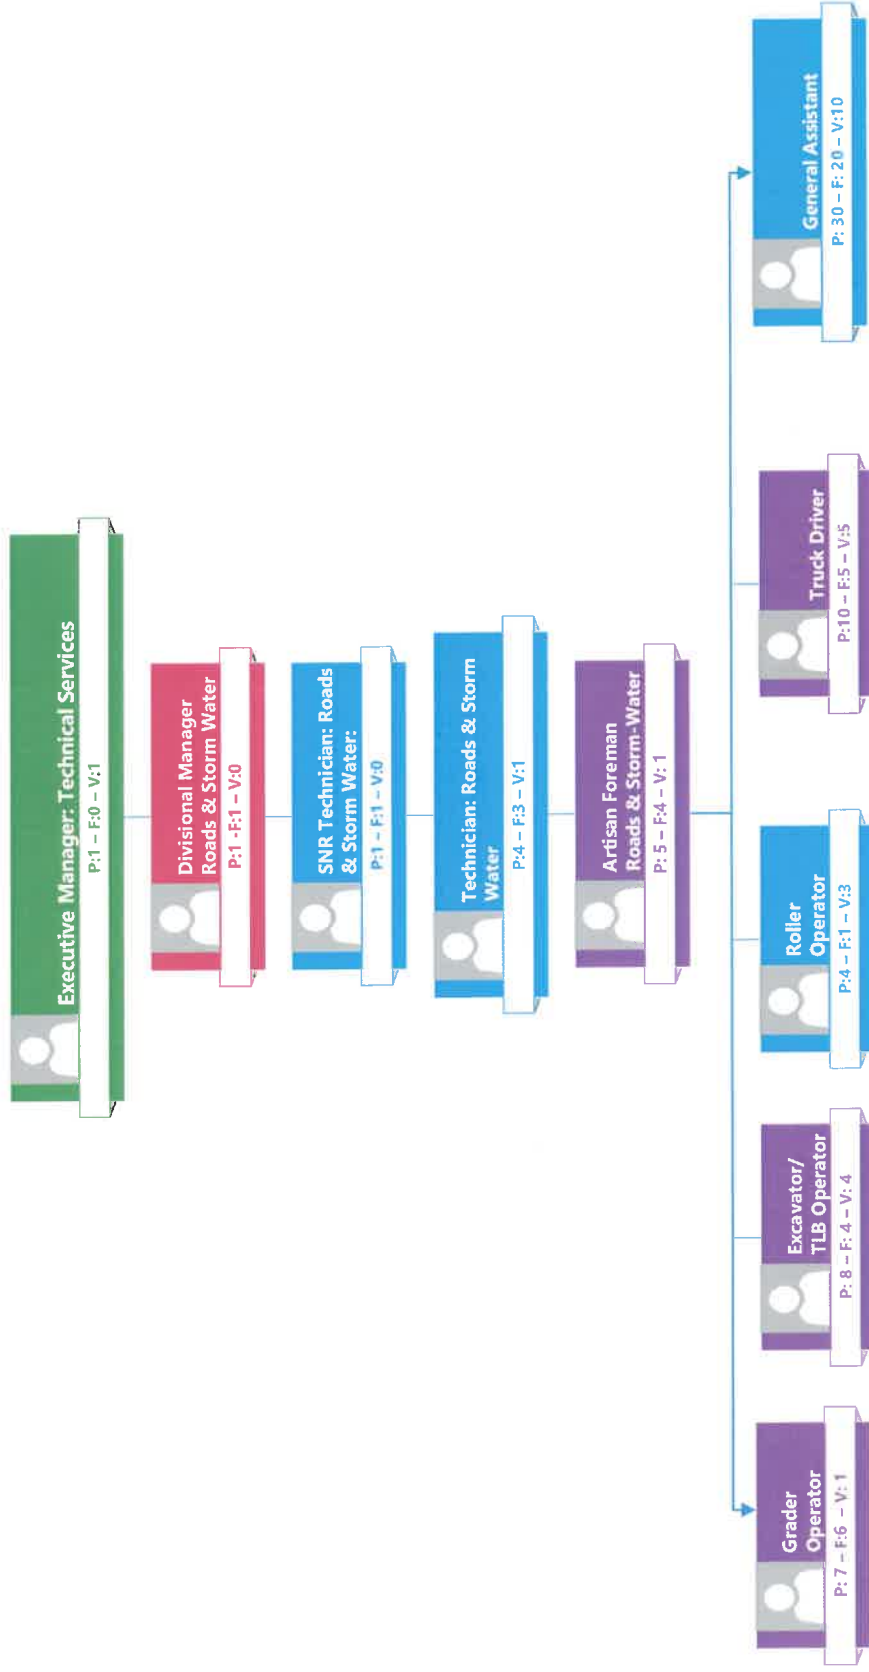 Executive Manager: Technical Services
P:1 – F:0 – V:1
Divisional Manager
Roads & Storm Water
P:1 -F:1 – V:0
SNR Technician: Roads
& Storm Water:
P:1 – F:1 – V:0
Technician: Roads & Storm
Water
P:4 – F:3 – V:1
Artisan Foreman
Roads & Storm-Water
P: 5 – F:4 – V: 1
Grader
Operator
P: 7 – F:6 – V: 1
Excavator/
TLB Operator
P: 8 – F: 4 – V: 4
Roller
Operator
P:4 – F:1 – V:3
Truck Driver
P:10 – F:5 – V:5
General Assistant
P: 30 – F: 20 – V:10